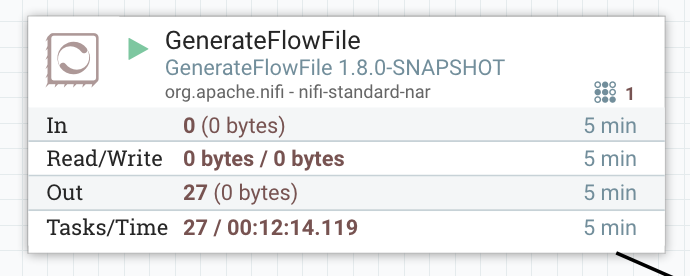 GenerateFlowFile
GenerateFlowFile 1.8.0-SNAPSHOT
org.apache.nifi - nifi-standard-nar
1
In 0 (0 bytes) 5 min
Read/Write 0 bytes / 0 bytes 5 min
Out 27 (0 bytes) 5 min
Tasks/Time 27 / 00:12:14.119 5 min